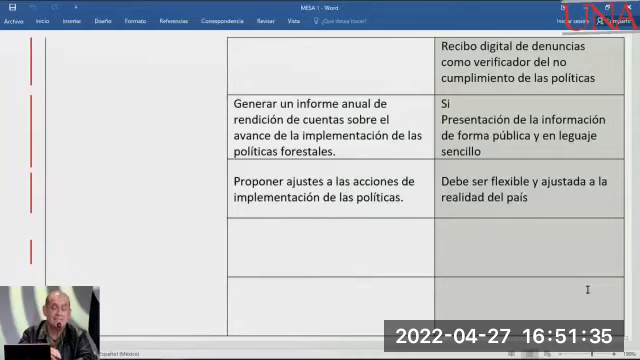 MESA 1 - Word
UNA
Archivo Inicio Insertar Diseño Formato Referencias Correspondencia Revisar Vista ¿Qué desea hacer? Iniciar sesión Compartir
Recibo digital de denuncias
como verificador del no
cumplimiento de las políticas
Generar un informe anual de
rendición de cuentas sobre el
avance de la implementación de las
políticas forestales.
Si
Presentación de la información
de forma pública y en leguaje
sencillo
Proponer ajustes a las acciones de
implementación de las políticas.
Debe ser flexible y ajustada a la
realidad del país
2022-04-27 16:51:35
Español (México)
100%